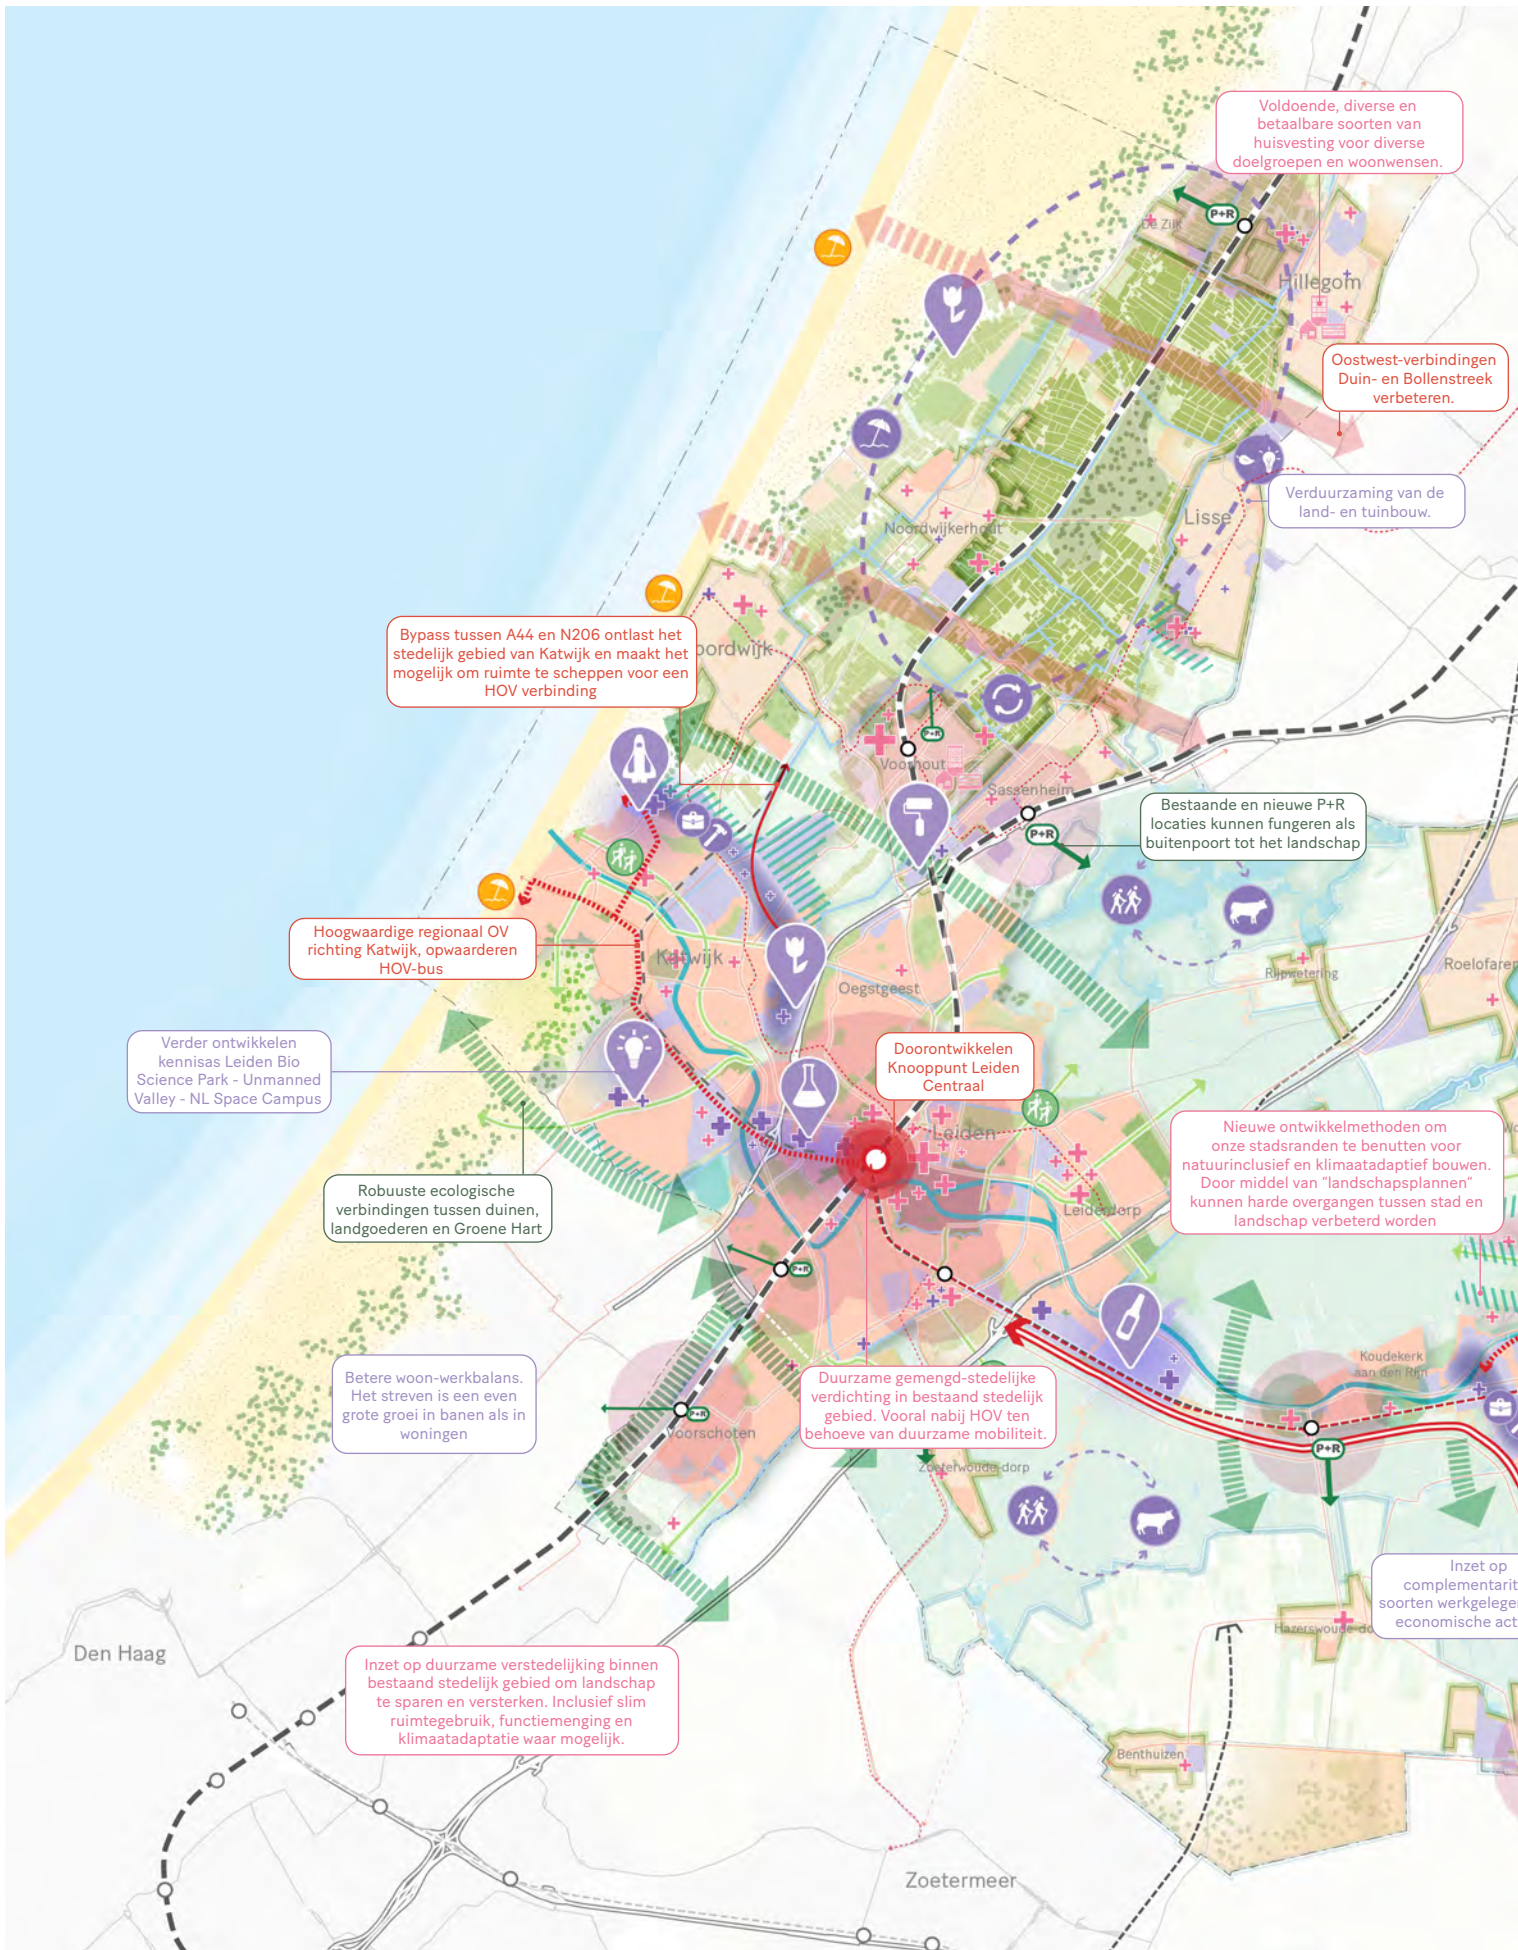 Voldoende, diverse en
betaalbare soorten van
huisvesting voor diverse
doelgroepen en woonwensen.
P+R
De Zilk
Hillegom
Oostwest-verbindingen
Duin- en Bollenstreek
verbeteren.
Verduurzaming van de
land- en tuinbouw.
Lisse
Noordwijkerhout
Bypass tussen A44 en N206 ontlast het
stedelijk gebied van Katwijk en maakt het
mogelijk om ruimte te scheppen voor een
HOV verbinding
oordwijk
P+R
Voorhout
Sassenheim
P+R
Bestaande en nieuwe P+R
locaties kunnen fungeren als
buitenpoort tot het landschap
Hoogwaardige regionaal OV
richting Katwijk, opwaarderen
HOV-bus
Katwijk
Oegstgeest
Rijpwetering
Roelofaren
Verder ontwikkelen
kennisas Leiden Bio
Science Park - Unmanned
Valley - NL Space Campus
Doorontwikkelen
Knooppunt Leiden
Centraal
Leiden
Nieuwe ontwikkelmethoden om
onze stadsranden te benutten voor
natuurinclusief en klimaatadaptief bouwen.
Door middel van "landschapsplannen"
kunnen harde overgangen tussen stad en
landschap verbeterd worden
Wo
Robuuste ecologische
verbindingen tussen duinen,
landgoederen en Groene Hart
Leiderdorp
P+R
Koudekerk
aan den Rijn
Betere woon-werkbalans.
Het streven is een even
grote groei in banen als in
woningen
Duurzame gemengd-stedelijke
verdichting in bestaand stedelijk
gebied. Vooral nabij HOV ten
behoeve van duurzame mobiliteit.
P+R
Voorschoten
P+R
Zoeterwoude-dorp
Inzet op
complementarit
soorten werkgelegen
economische act
Hazerswoude-do
Den Haag
Inzet op duurzame verstedelijking binnen
bestaand stedelijk gebied om landschap
te sparen en versterken. Inclusief slim
ruimtegebruik, functiemenging en
klimaatadaptatie waar mogelijk.
Benthuizen
Zoetermeer